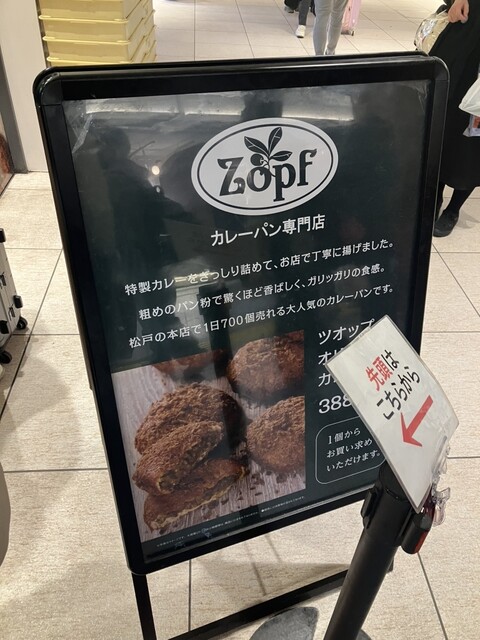 Zopf
カレーパン専門店
特製カレーをぎっしり詰めて、お店で丁寧に揚げました。
粗めのパン粉で驚くほど香ばしく、ガリッガリの食感。
松戸の本店で1日700個売れる大人気のカレーパンです。
ツオップ
オリ
カ
388
1個から
お買い求め
いただけます。
先頭は
こちらから